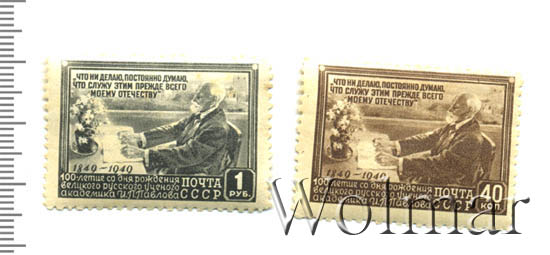 „ЧТО НИ ДЕЛАЮ, ПОСТОЯННО ДУМАЮ,
ЧТО СЛУЖУ ЭТИМ ПРЕЖДЕ ВСЕГО
МОЕМУ ОТЕЧЕСТВУ"
1849-1949
100-летие со дня рождения
великого русского ученого
академика И.П.Павлова
ПОЧТА
СССР
1
РУБ.
„ЧТО НИ ДЕЛАЮ, ПОСТОЯННО ДУМАЮ,
ЧТО СЛУЖУ ЭТИМ ПРЕЖДЕ ВСЕГО
МОЕМУ ОТЕЧЕСТВУ"
1849-1949
100-летие со дня рождения
великого русского ученого
академика И.П.Павлова
ПОЧТА
СССР
40
КОП.
Wolmar